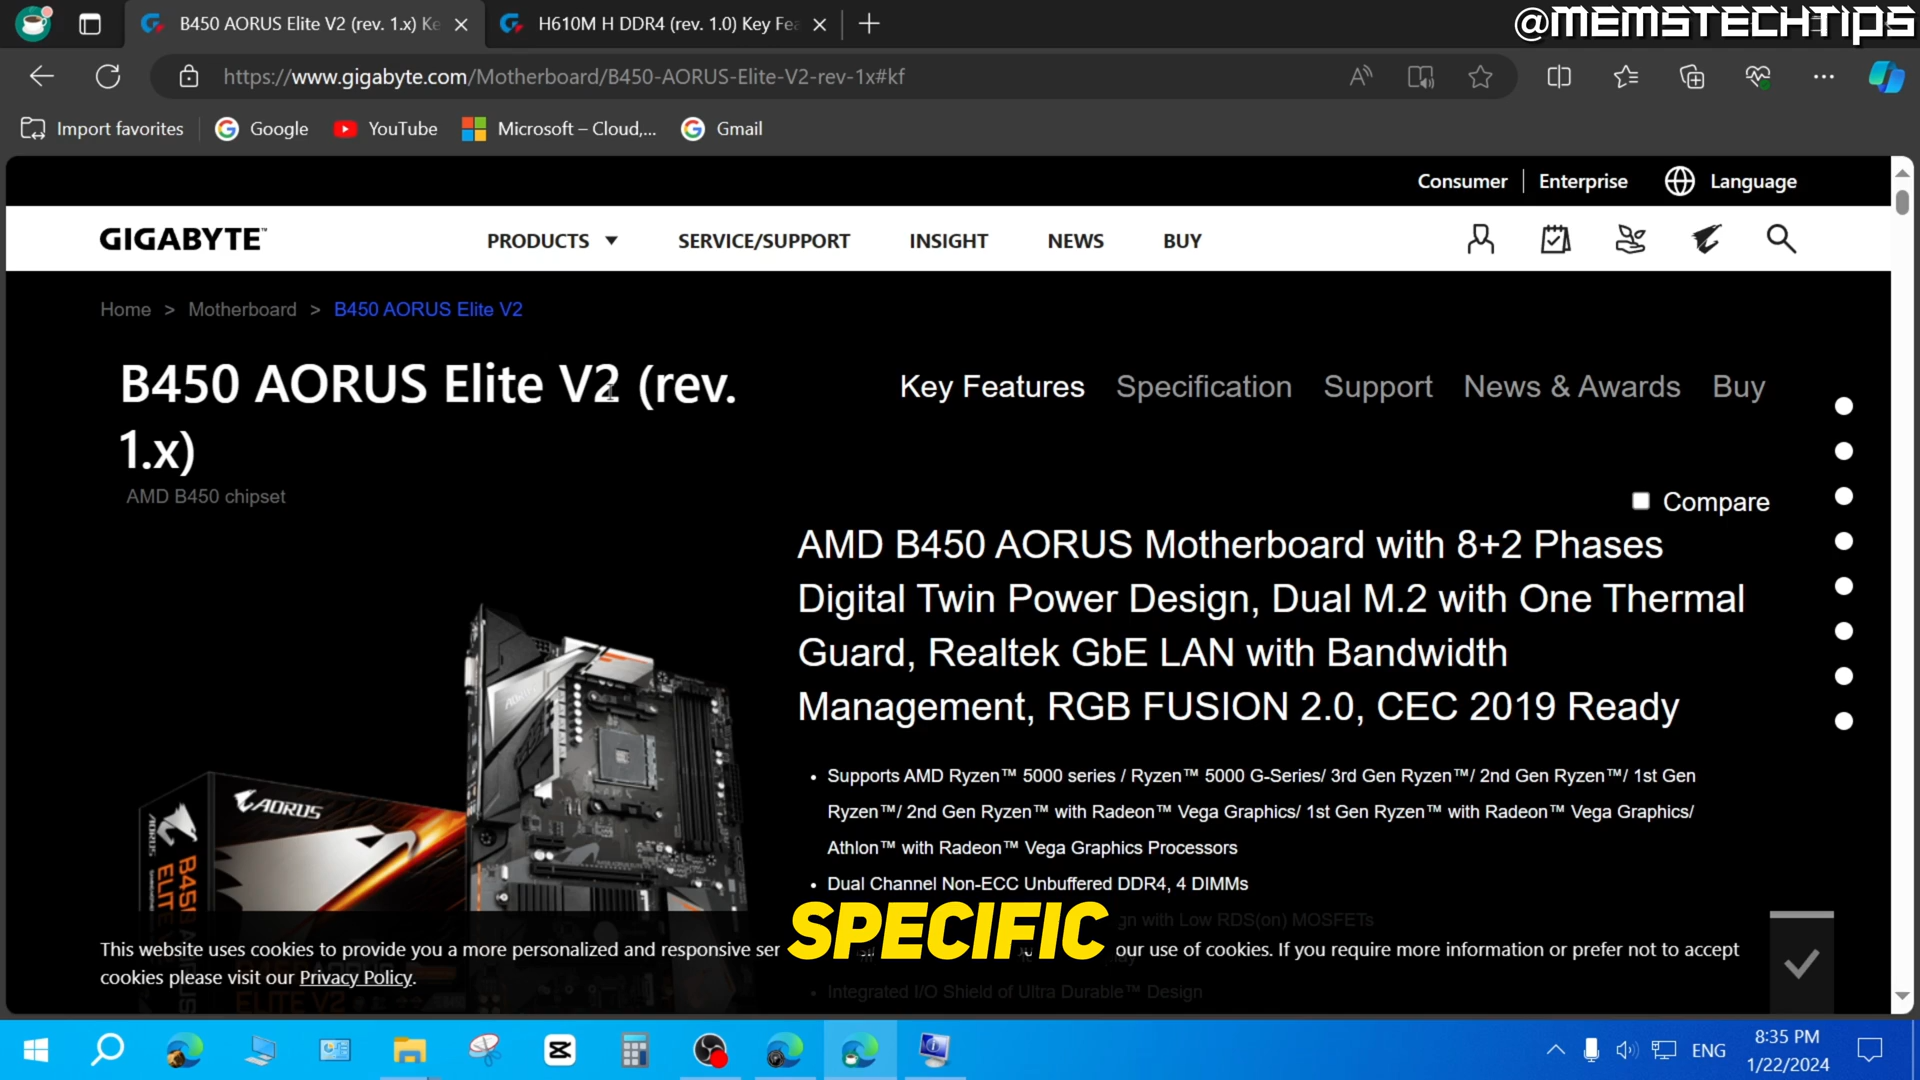 @MEMSTECHTIPS
B450 AORUS Elite V2 (rev. 1.x) Ke
H610M H DDR4 (rev. 1.0) Key Fea
https://www.gigabyte.com/Motherboard/B450-AORUS-Elite-V2-rev-1x#kf
Import favorites
Google
YouTube
Microsoft – Cloud,...
Gmail
Consumer
Enterprise
Language
GIGABYTE™
PRODUCTS
SERVICE/SUPPORT
INSIGHT
NEWS
BUY
Home > Motherboard > B450 AORUS Elite V2
B450 AORUS Elite V2 (rev.
1.x)
AMD B450 chipset
Key Features
Specification
Support
News & Awards
Buy
Compare
AMD B450 AORUS Motherboard with 8+2 Phases
Digital Twin Power Design, Dual M.2 with One Thermal
Guard, Realtek GbE LAN with Bandwidth
Management, RGB FUSION 2.0, CEC 2019 Ready
• Supports AMD Ryzen™ 5000 series / Ryzen™ 5000 G-Series/ 3rd Gen Ryzen™/ 2nd Gen Ryzen™/ 1st Gen
Ryzen™/ 2nd Gen Ryzen™ with Radeon™ Vega Graphics/ 1st Gen Ryzen™ with Radeon™ Vega Graphics/
Athlon™ with Radeon™ Vega Graphics Processors
• Dual Channel Non-ECC Unbuffered DDR4, 4 DIMMs
with Low RDS(on) MOSFETs
• Integrated I/O Shield of Ultra Durable™ Design
AORUS
AORUS
B450
ELITE
SPECIFIC
This website uses cookies to provide you a more personalized and responsive ser
our use of cookies. If you require more information or prefer not to accept
cookies please visit our Privacy Policy.
ENG
8:35 PM
1/22/2024